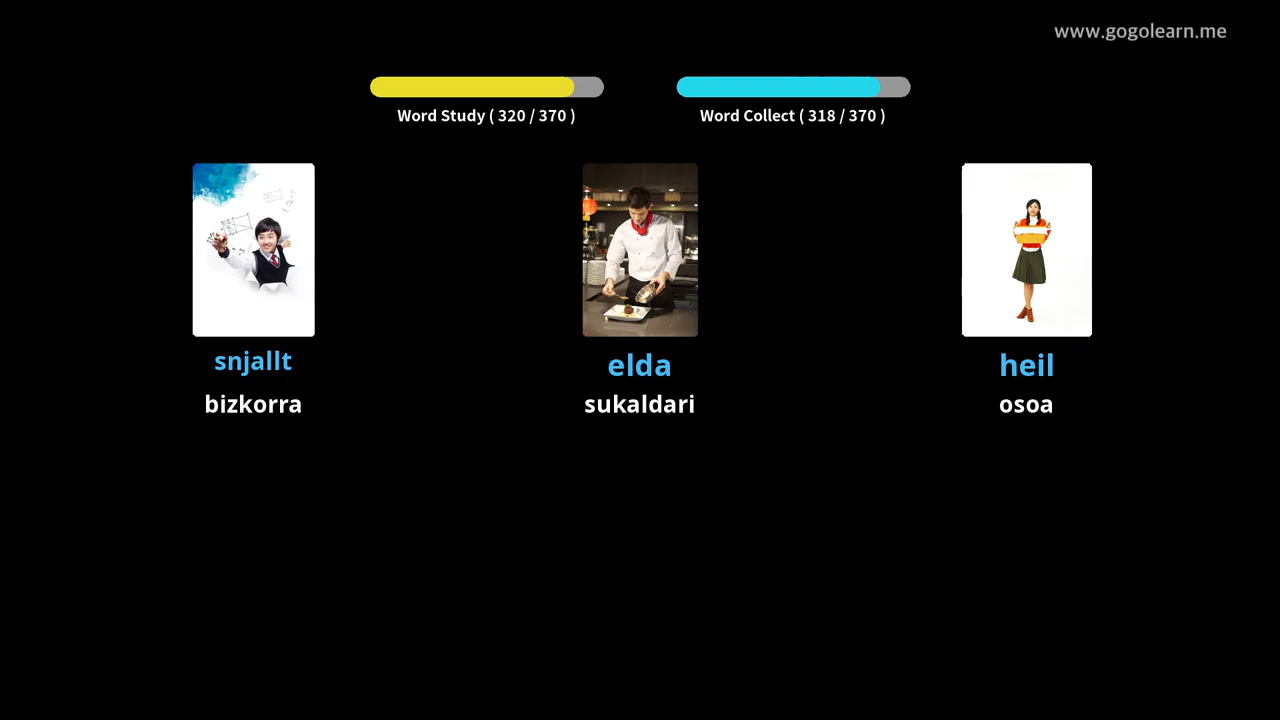 www.gogolearn.me
Word Study ( 320 / 370 )
Word Collect ( 318 / 370 )
snjallt
elda
heil
bizkorra
sukaldari
osoa